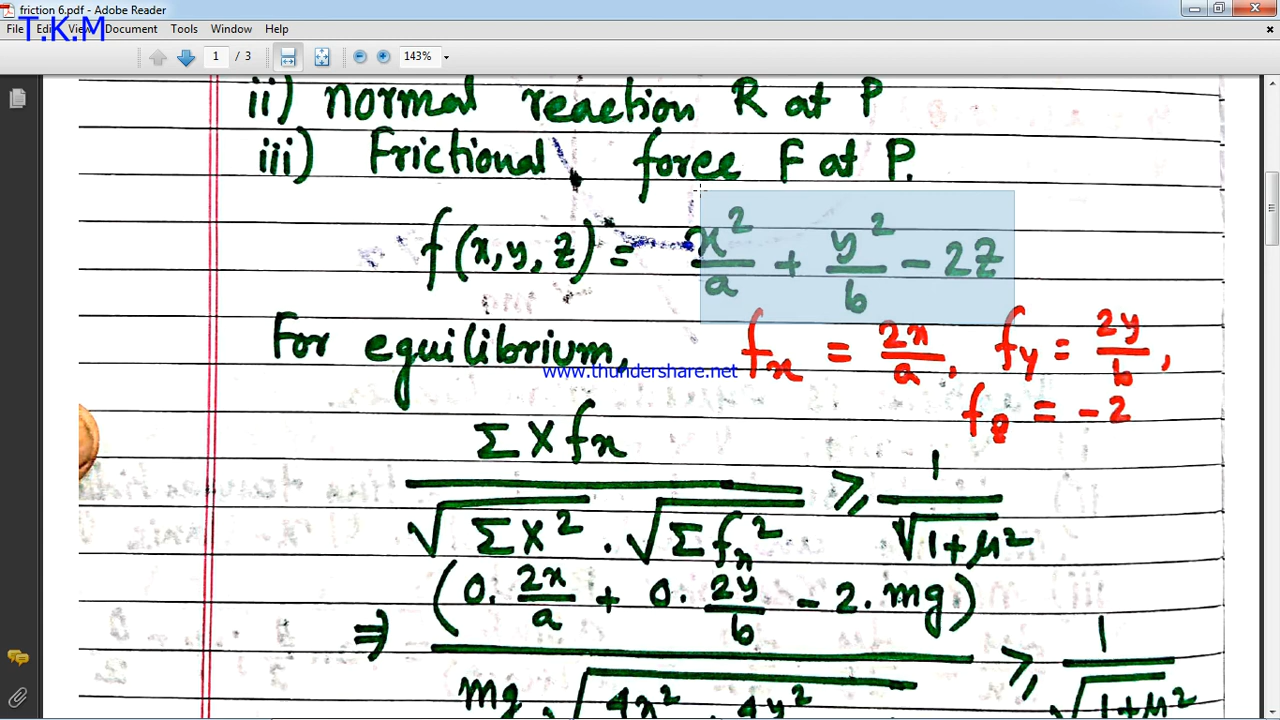 friction 6.pdf - Adobe Reader
File Edit View Document Tools Window Help
T.K.M
1 / 3 143%
ii) normal reaction R at P
iii) Frictional force F at P.
f(x,y,z) = x²/a + y²/b - 2z
For equilibrium, fx = 2x/a, fy = 2y/b,
www.thundershare.net
fz = -2
Σ X fx / √ΣX² . √Σfx² ⩾ 1/√1+μ²
⇒ (0. 2x/a + 0. 2y/b - 2. mg) / mg. √4x² 4y² ⩾ 1/√1+μ²